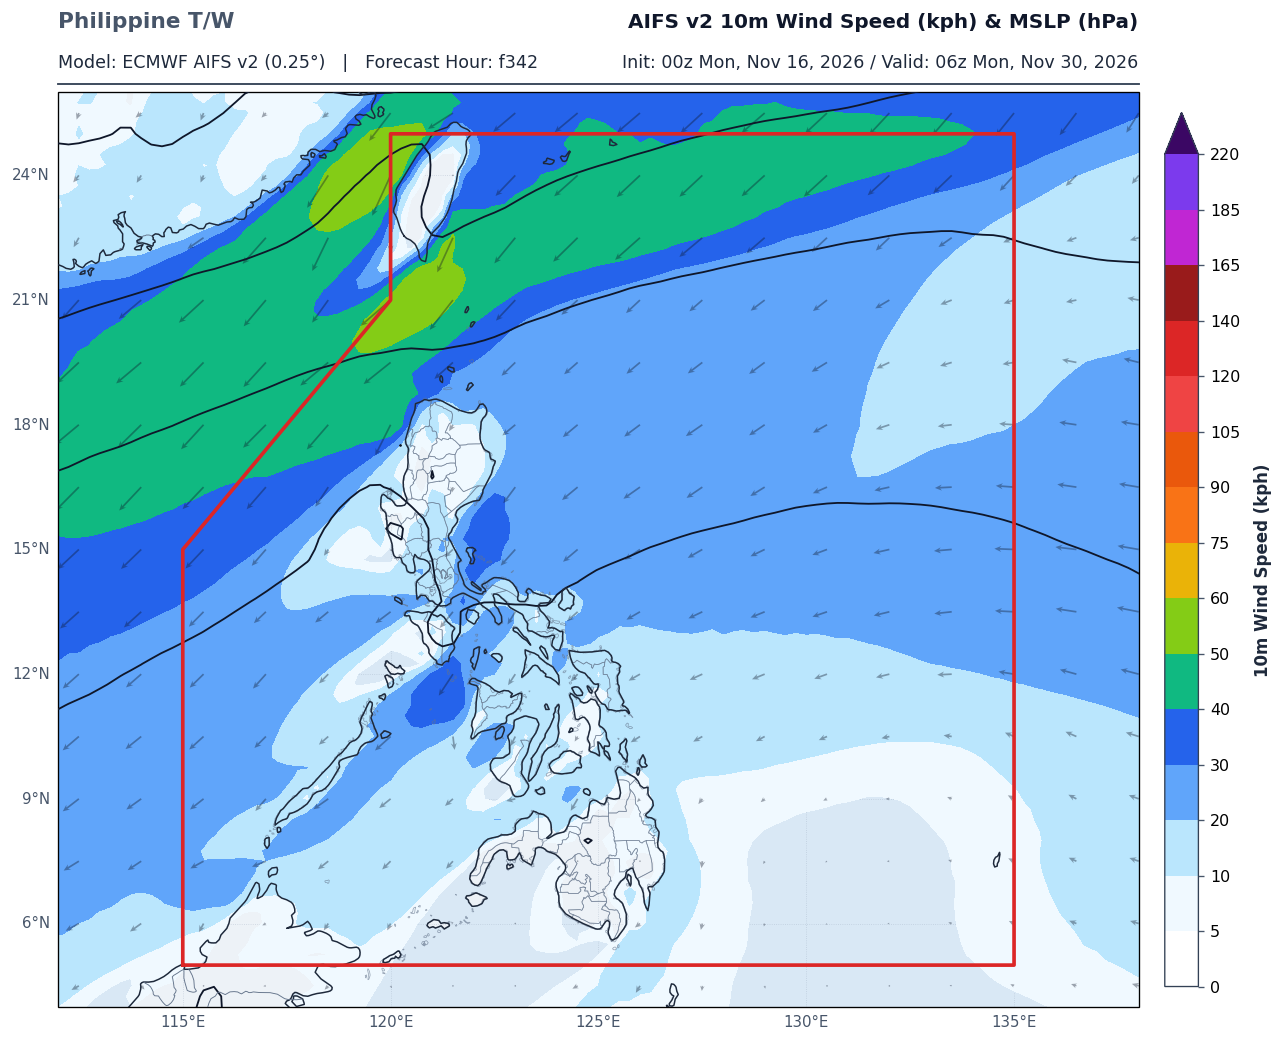 Philippine T/W
AIFS v2 10m Wind Speed (kph) & MSLP (hPa)
Model: ECMWF AIFS v2 (0.25°) | Forecast Hour: f342
Init: 00z Mon, Nov 16, 2026 / Valid: 06z Mon, Nov 30, 2026
24°N
21°N
18°N
15°N
12°N
9°N
6°N
115°E
120°E
125°E
130°E
135°E
220
185
165
140
120
105
90
75
60
50
40
30
20
10
5
0
10m Wind Speed (kph)